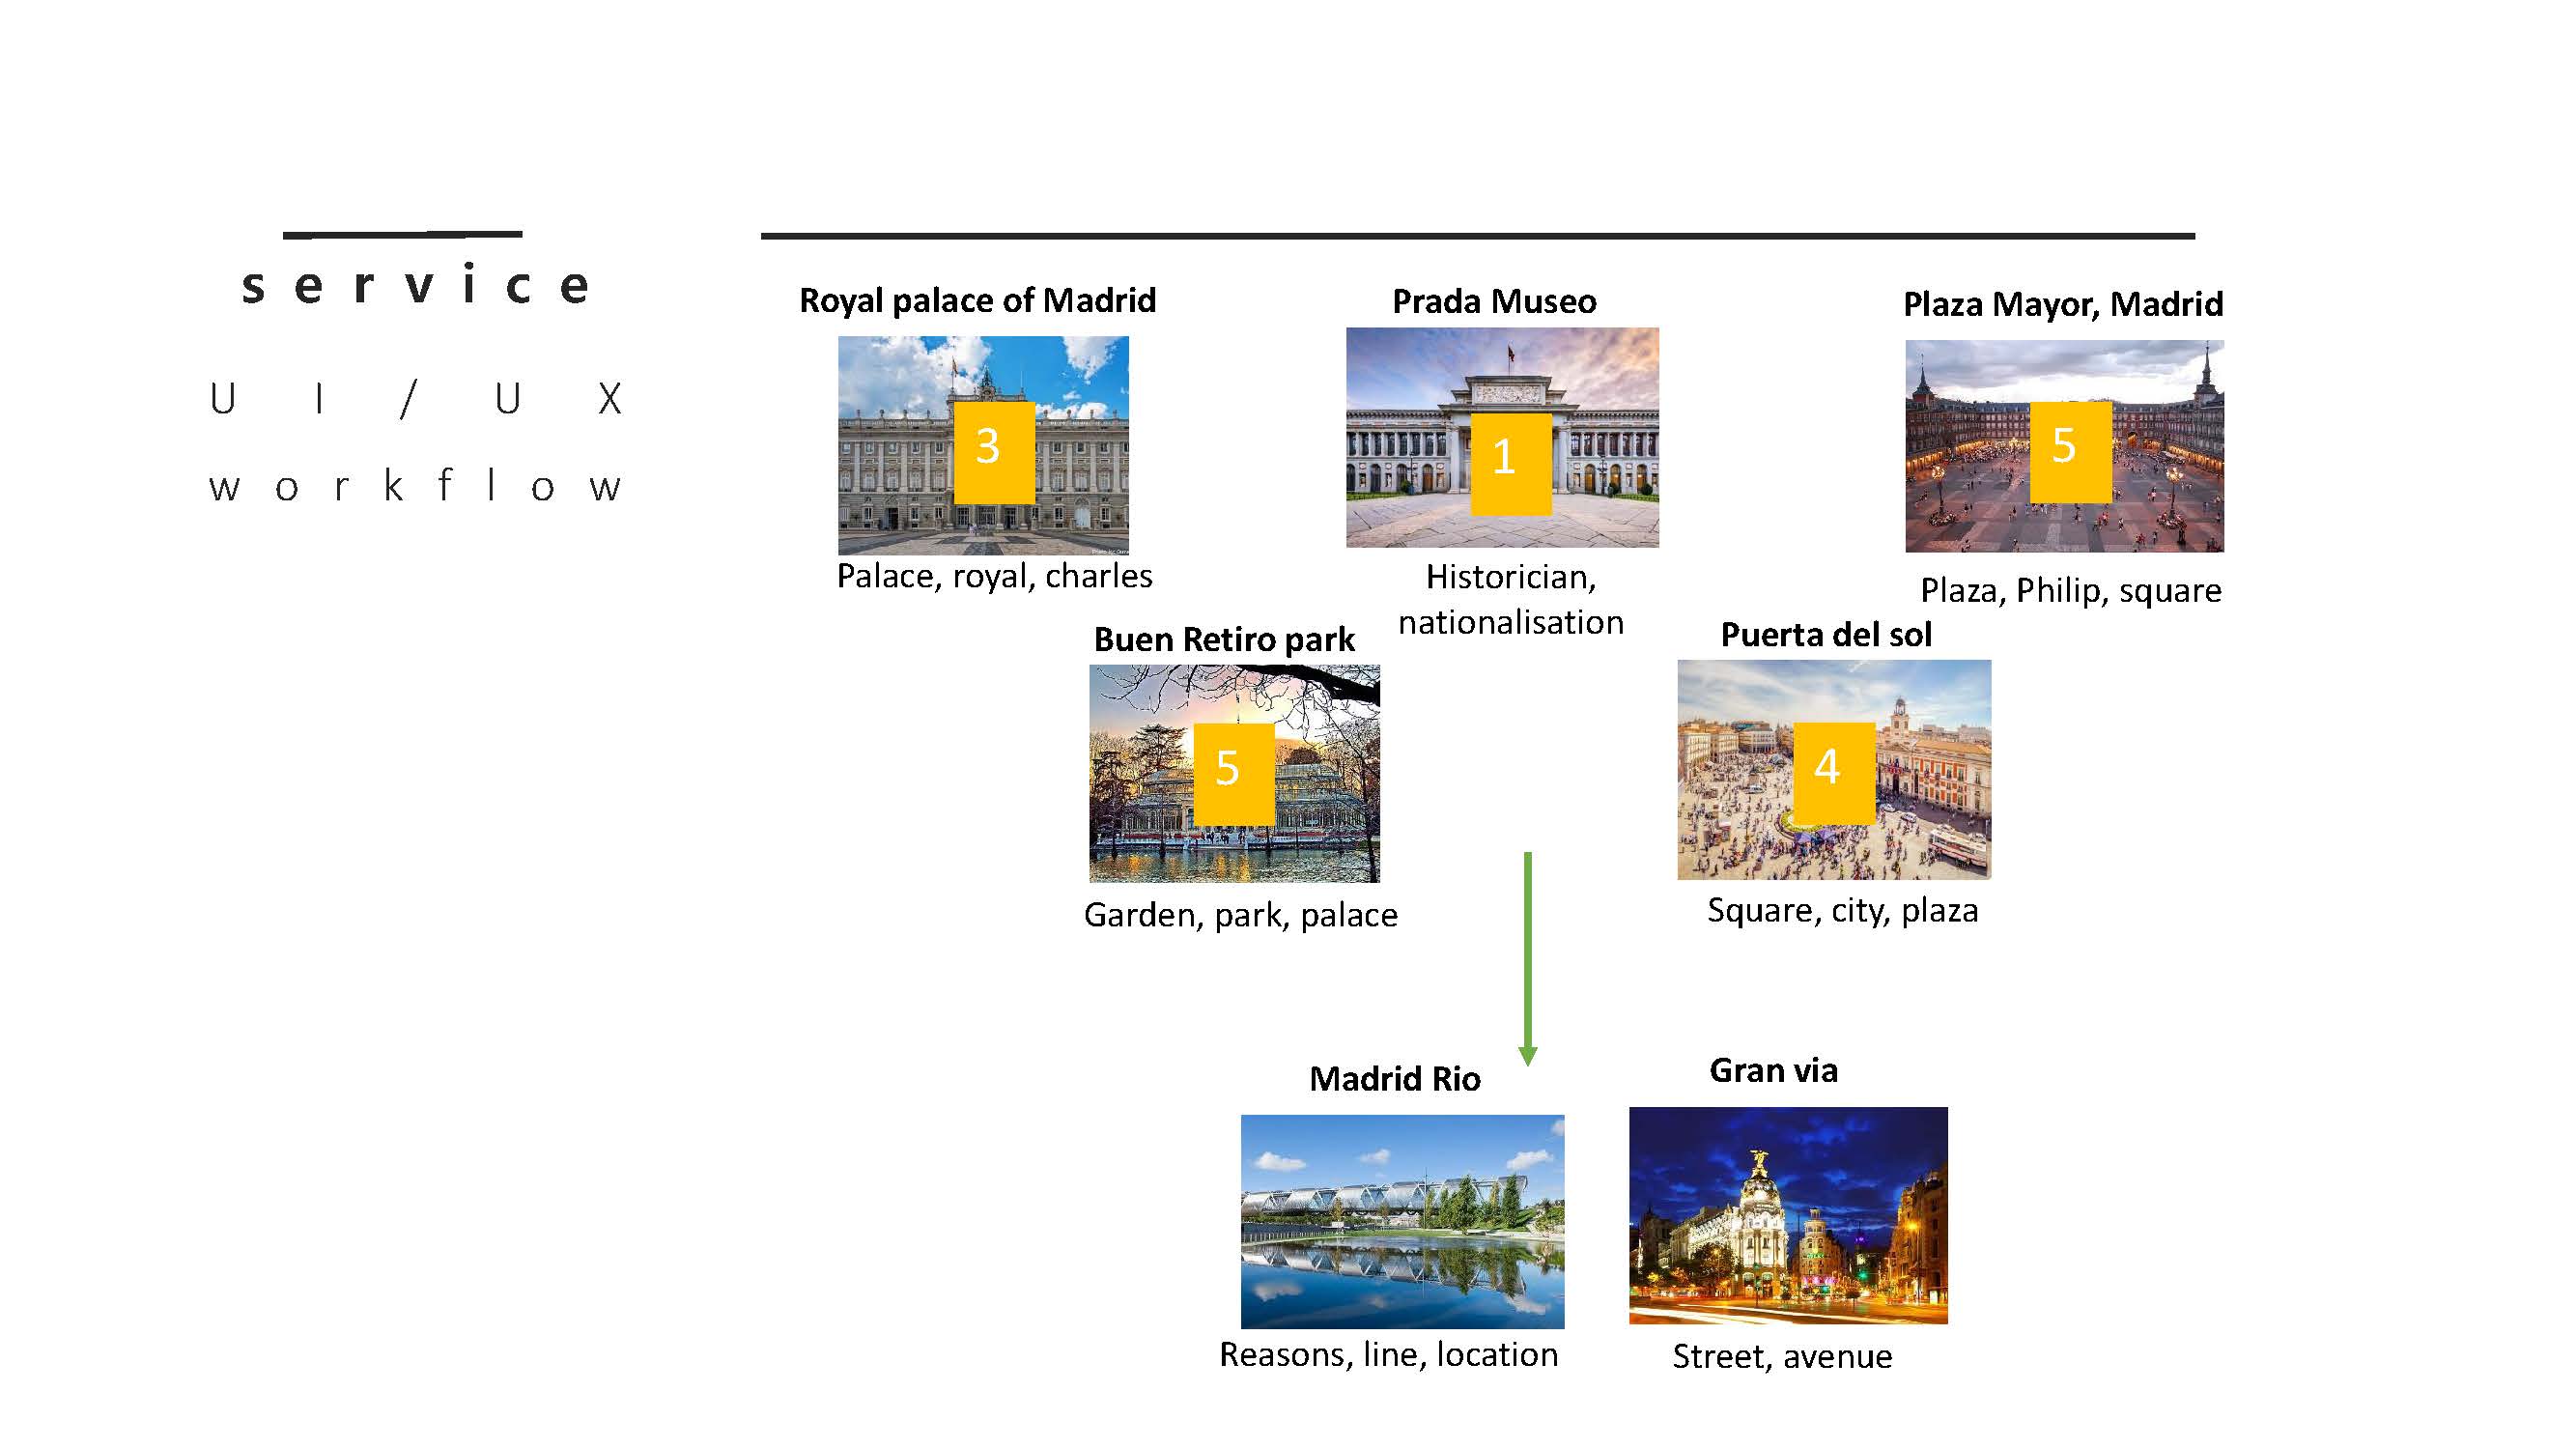 service
UI/UX
workflow
Royal palace of Madrid
3
Palace, royal, charles
Prada Museo
1
Historician,
nationalisation
Plaza Mayor, Madrid
5
Plaza, Philip, square
Buen Retiro park
5
Garden, park, palace
Puerta del sol
4
Square, city, plaza
Madrid Rio
Reasons, line, location
Gran via
Street, avenue